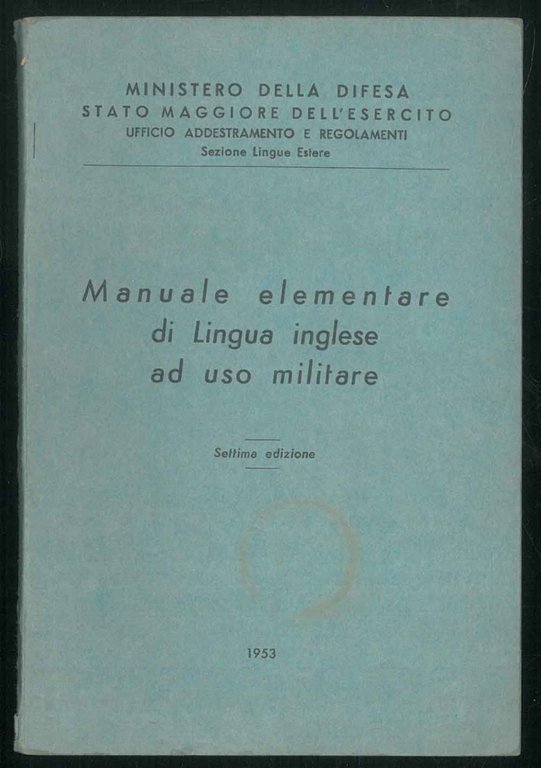 MINISTERO DELLA DIFESA
STATO MAGGIORE DELL'ESERCITO
UFFICIO ADDESTRAMENTO E REGOLAMENTI
Sezione Lingue Estere
Manuale elementare
di Lingua inglese
ad uso militare
Settima edizione
1953